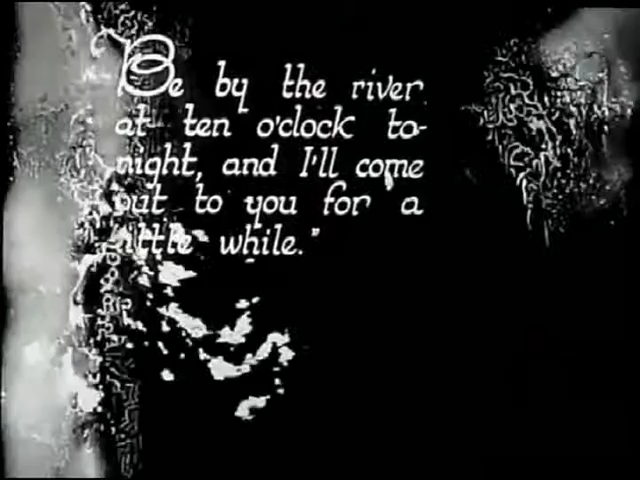 Be by the river
at ten o'clock to-
night, and I'll come
out to you for a
little while."